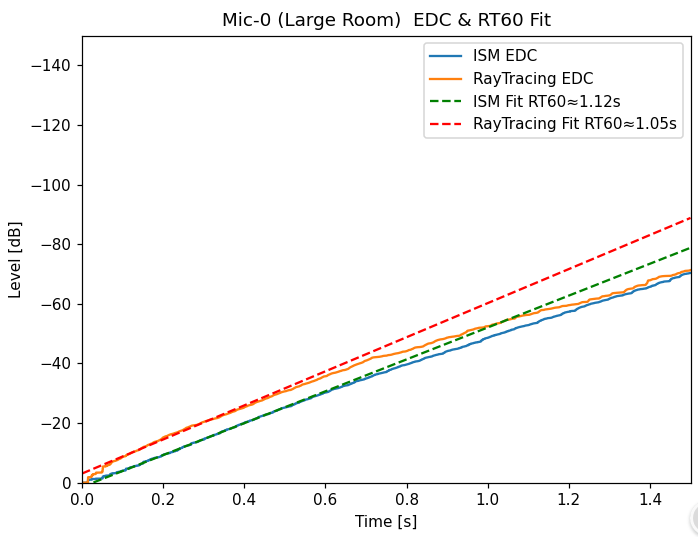 Mic-0 (Large Room)  EDC & RT60 Fit
ISM EDC
RayTracing EDC
ISM Fit RT60≈1.12s
RayTracing Fit RT60≈1.05s
Level [dB]
−140
−120
−100
−80
−60
−40
−20
0
0.0 0.2 0.4 0.6 0.8 1.0 1.2 1.4
Time [s]